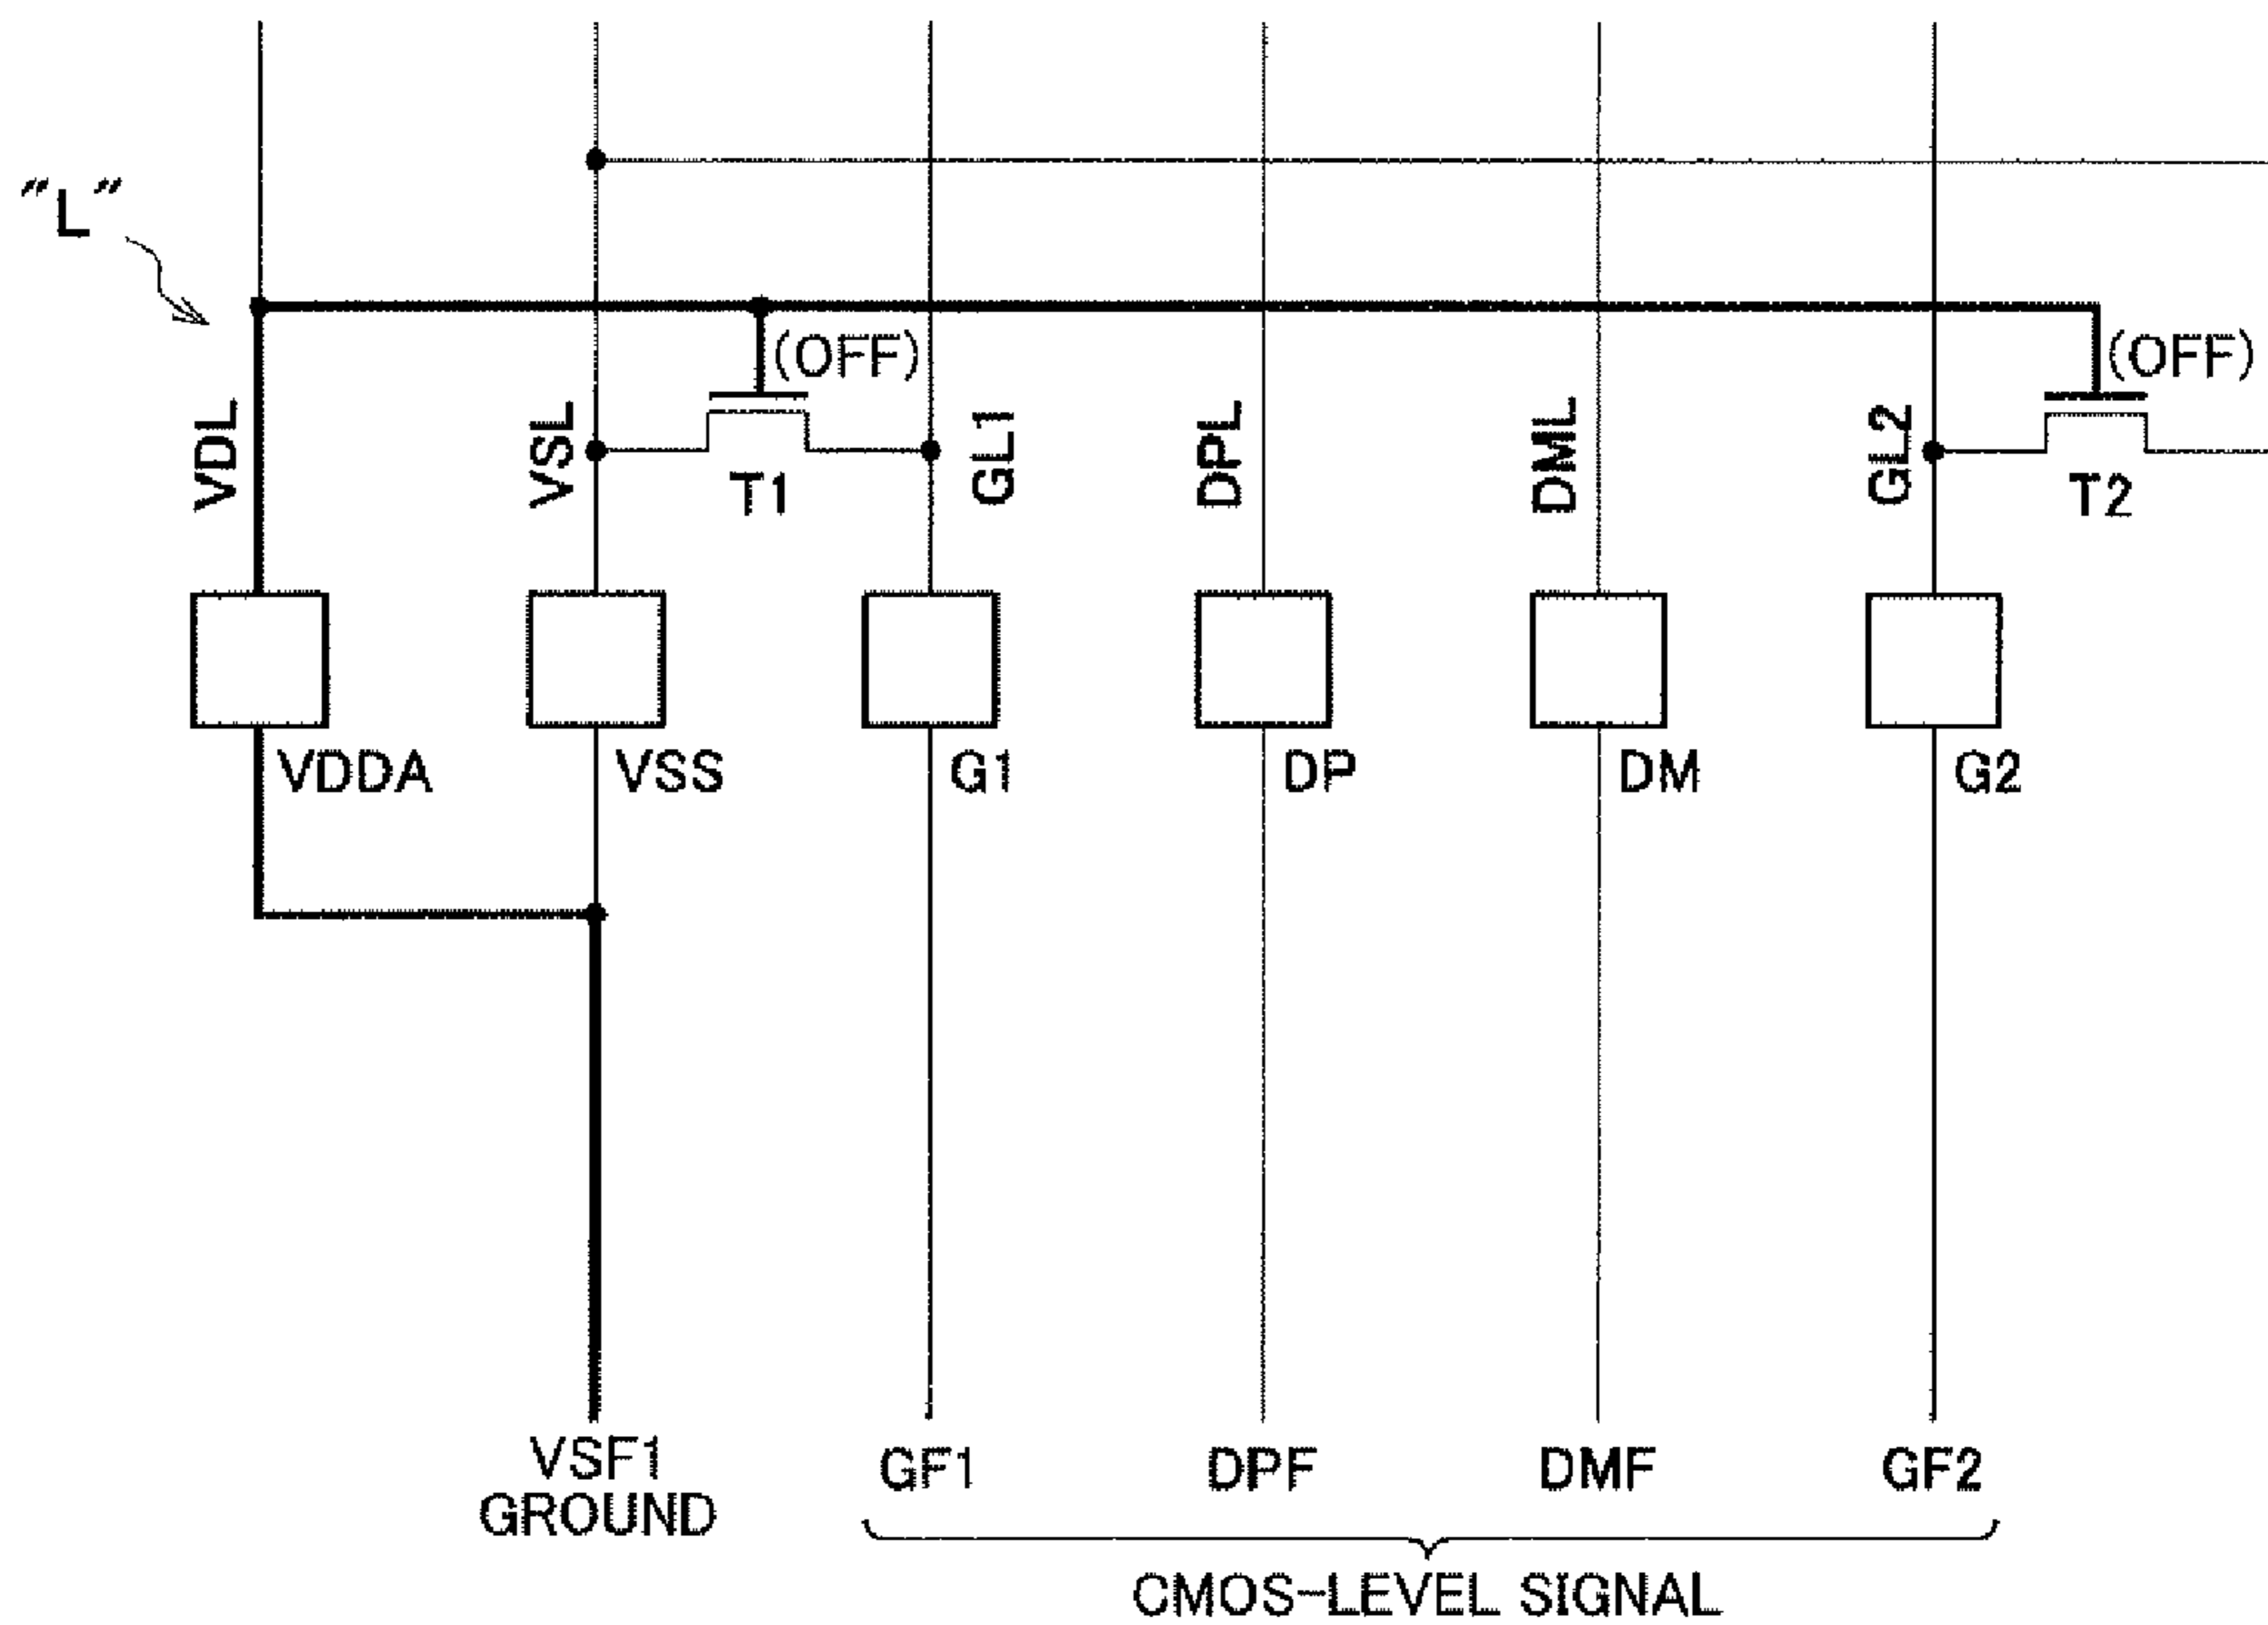 "L"
(OFF)
(OFF)
VDL
VSL
GL1
DPL
DML
GL2
T1
T2
VDDA
VSS
G1
DP
DM
G2
VSF1
GROUND
GF1
DPF
DMF
GF2
CMOS-LEVEL SIGNAL